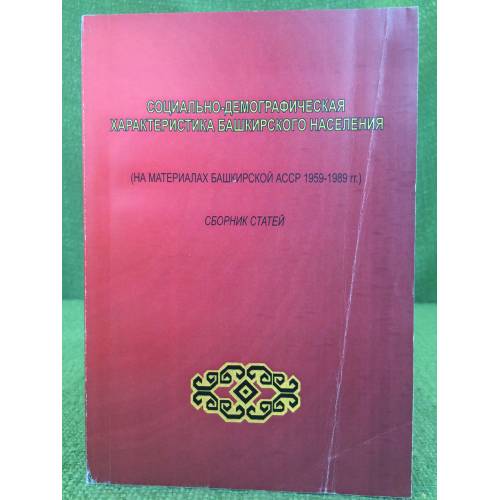 СОЦИАЛЬНО-ДЕМОГРАФИЧЕСКАЯ
ХАРАКТЕРИСТИКА БАШКИРСКОГО НАСЕЛЕНИЯ
(НА МАТЕРИАЛАХ БАШКИРСКОЙ АССР 1959-1989 гг.)
СБОРНИК СТАТЕЙ